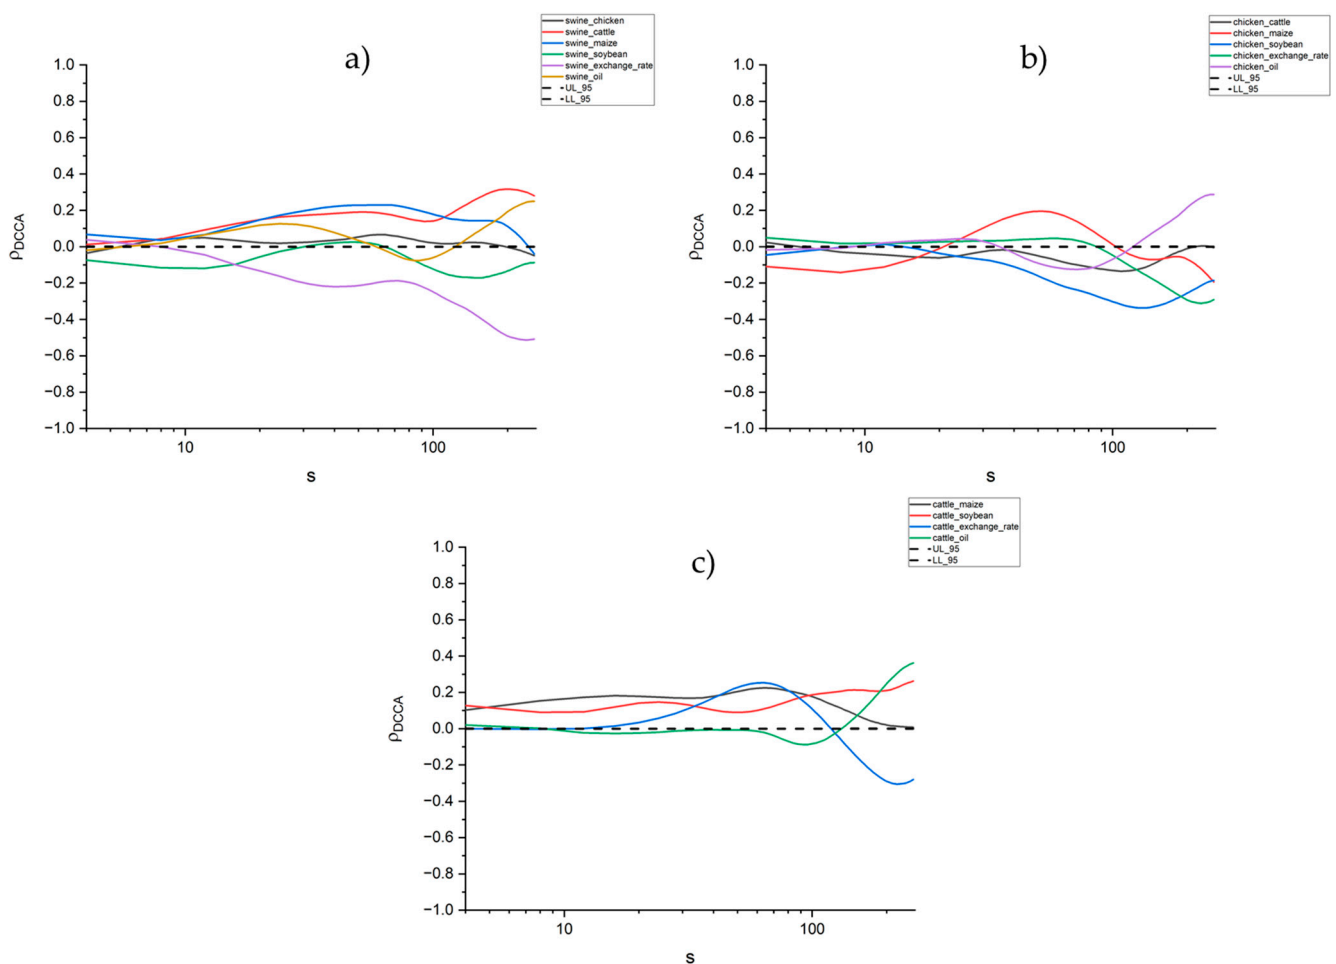 a)
swine_chicken
swine_cattle
swine_maize
swine_soybean
swine_exchange_rate
swine_oil
UL_95
LL_95
1.0
0.8
0.6
0.4
0.2
0.0
−0.2
−0.4
−0.6
−0.8
−1.0
ρDCCA
10
100
s
b)
chicken_cattle
chicken_maize
chicken_soybean
chicken_exchange_rate
chicken_oil
UL_95
LL_95
1.0
0.8
0.6
0.4
0.2
0.0
−0.2
−0.4
−0.6
−0.8
−1.0
ρDCCA
10
100
s
c)
cattle_maize
cattle_soybean
cattle_exchange_rate
cattle_oil
UL_95
LL_95
1.0
0.8
0.6
0.4
0.2
0.0
−0.2
−0.4
−0.6
−0.8
−1.0
ρDCCA
10
100
s